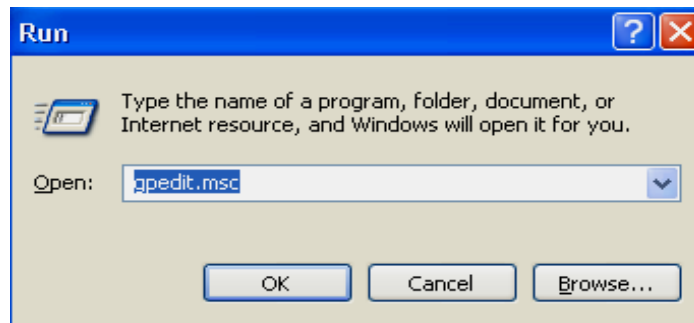 Run
Type the name of a program, folder, document, or
Internet resource, and Windows will open it for you.
Open: gpedit.msc
OK Cancel Browse...